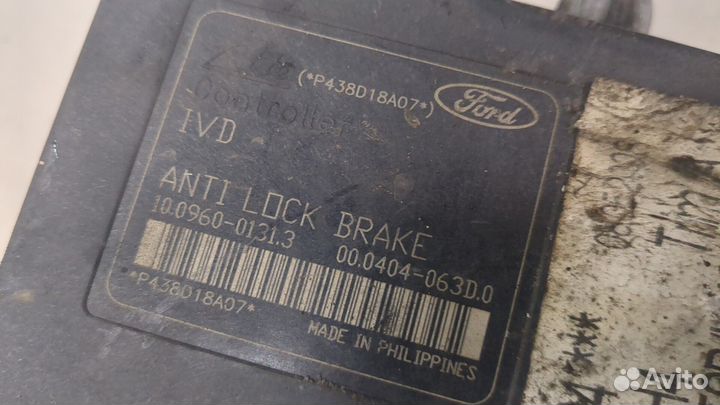 (*P438D18A07*)
Ford
Controller
IVD
ANTI LOCK BRAKE
10.0960-0131.3 00.0404-063D.0
*P438D18A07*
MADE IN PHILIPPINES
Avito